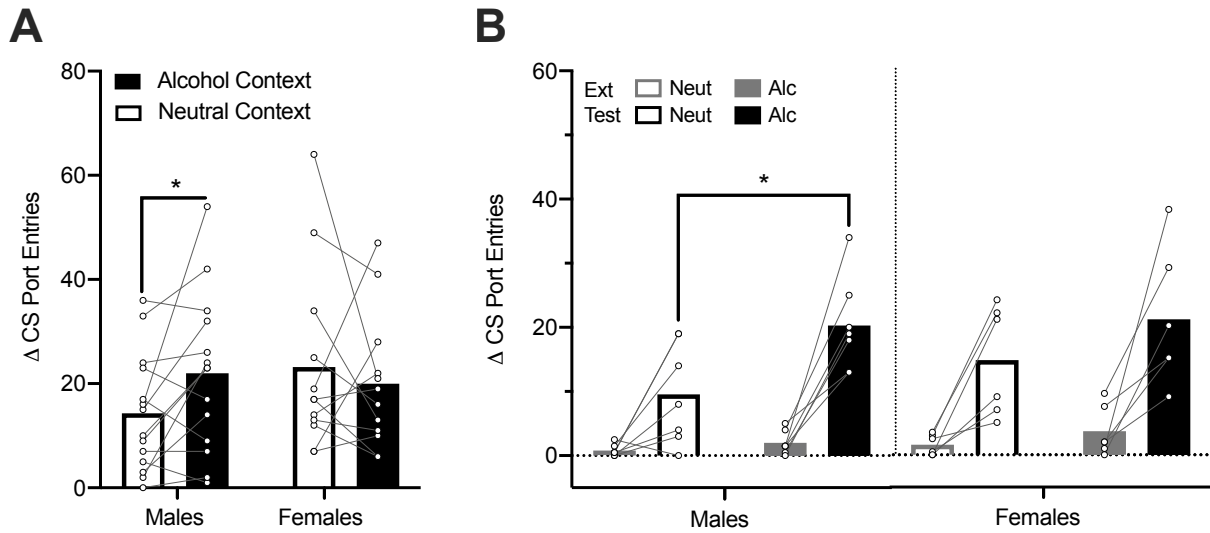 A
80
60
40
20
0
Δ CS Port Entries
Alcohol Context
Neutral Context
*
Males Females
B
60
40
20
0
Δ CS Port Entries
Ext Neut Alc
Test Neut Alc
*
Males Females